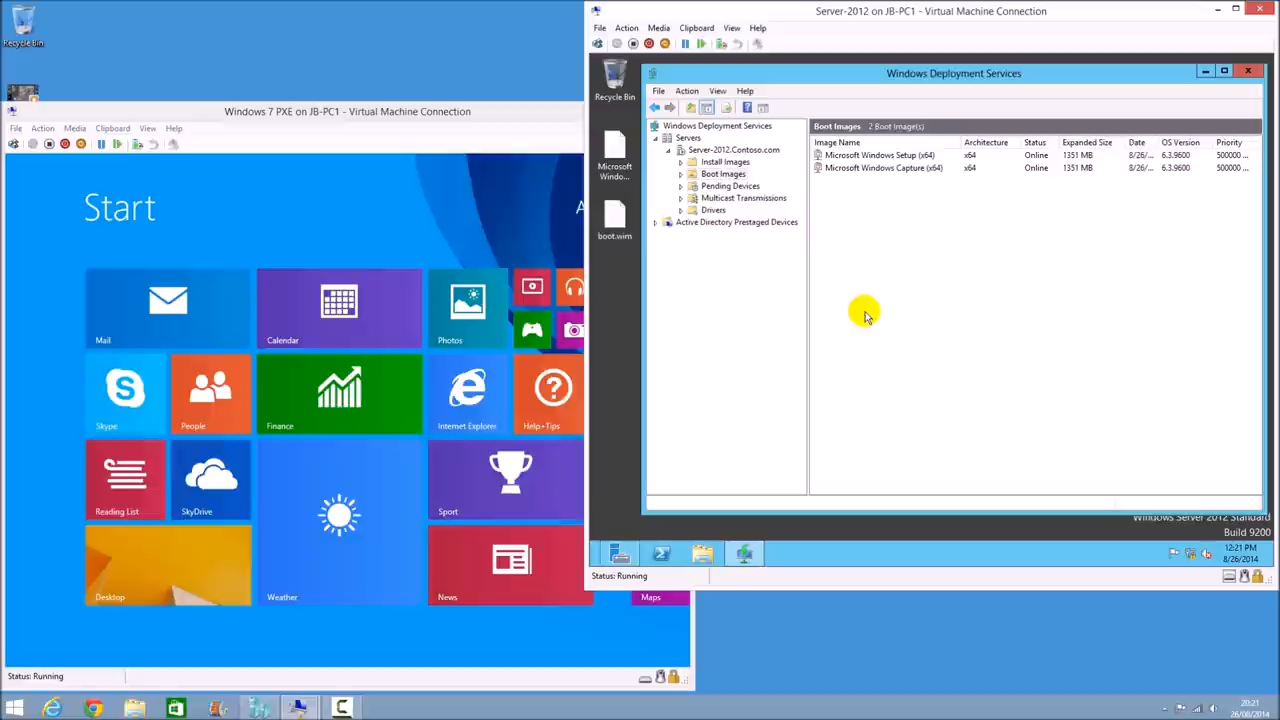 Recycle Bin
Windows 7 PXE on JB-PC1 - Virtual Machine Connection
File Action Media Clipboard View Help
Start
A
Mail
Calendar
Photos
Skype
People
Finance
Internet Explorer
Help+Tips
Reading List
SkyDrive
Weather
Sport
Desktop
News
Maps
Status: Running
Server-2012 on JB-PC1 - Virtual Machine Connection
File Action Media Clipboard View Help
Recycle Bin
Microsoft
Windo...
boot.wim
Windows Deployment Services
File Action View Help
Windows Deployment Services
Servers
Server-2012.Contoso.com
Install Images
Boot Images
Pending Devices
Multicast Transmissions
Drivers
Active Directory Prestaged Devices
Boot Images 2 Boot Image(s)
Image Name Architecture Status Expanded Size Date OS Version Priority
Microsoft Windows Setup (x64) x64 Online 1351 MB 8/26/... 6.3.9600 500000 ...
Microsoft Windows Capture (x64) x64 Online 1351 MB 8/26/... 6.3.9600 500000 ...
Windows Server 2012 Standard
Build 9200
12:21 PM
8/26/2014
Status: Running
20:21
26/08/2014